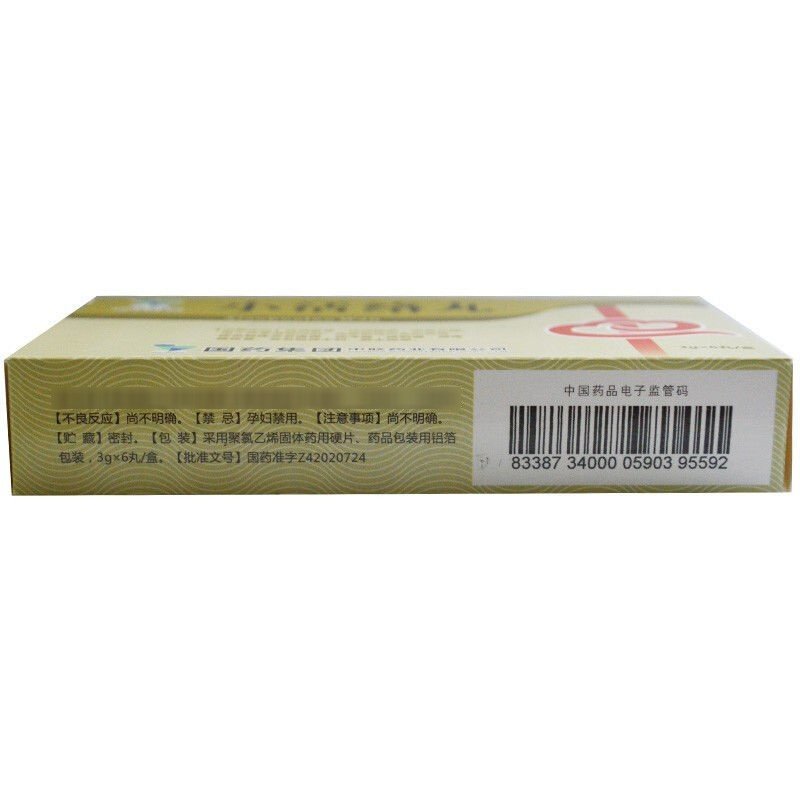 国药集团
【不良反应】尚不明确。【禁 忌】孕妇禁用。【注意事项】尚不明确。
【贮 藏】密封。【包 装】采用聚氯乙烯固体药用硬片、药品包装用铝箔
包装，3g×6丸/盒。【批准文号】国药准字Z42020724
中国药品电子监管码
83387 34000 05903 95592